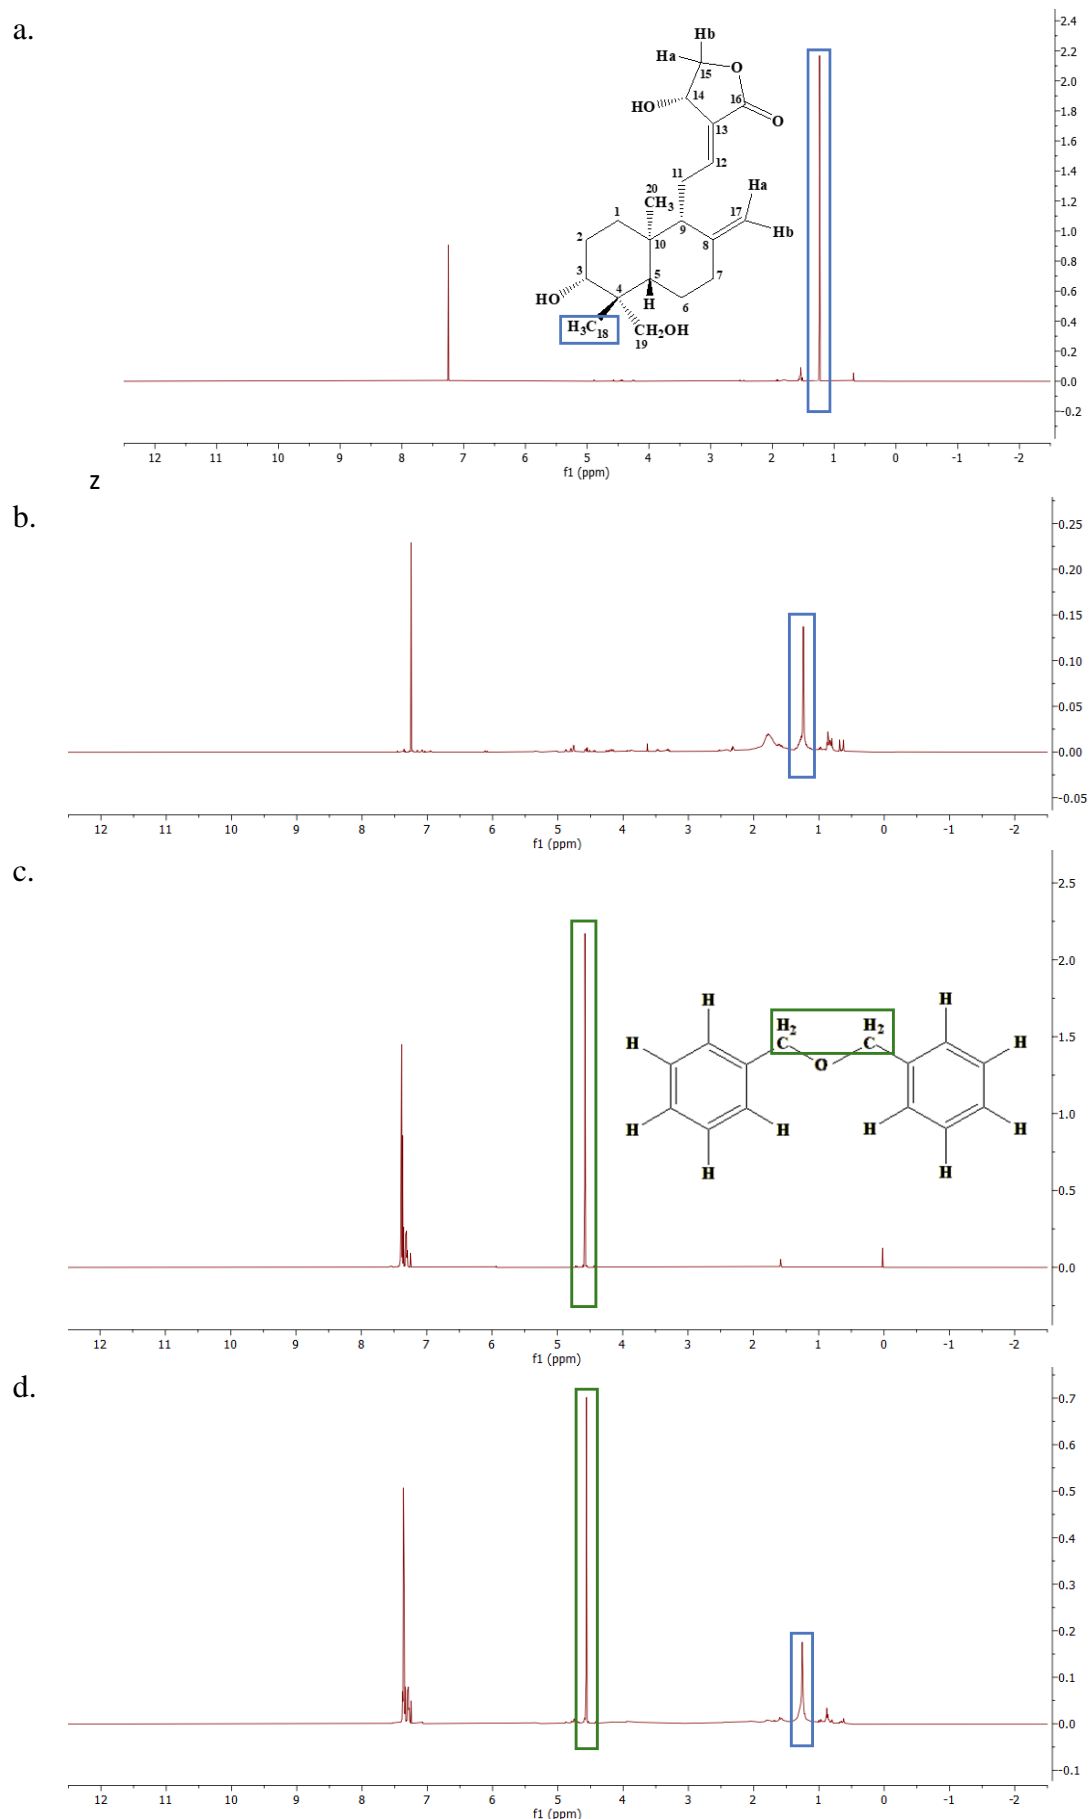 a.
Hb
Ha
15
O
HO
14
16
O
13
12
11
20
CH3
Ha
1
17
2
10
9
8
Hb
3
5
7
4
HO
H
6
H3C18
CH2OH
19
2.4
2.2
2.0
1.8
1.6
1.4
1.2
1.0
0.8
0.6
0.4
0.2
0.0
-0.2
12 11 10 9 8 7 6 5 4 3 2 1 0 -1 -2
f1 (ppm)
z
b.
0.25
0.20
0.15
0.10
0.05
0.00
-0.05
12 11 10 9 8 7 6 5 4 3 2 1 0 -1 -2
f1 (ppm)
c.
2.5
2.0
1.5
1.0
0.5
0.0
H H2 H2 H
H C C H
O
H H H H
H H
12 11 10 9 8 7 6 5 4 3 2 1 0 -1 -2
f1 (ppm)
d.
0.7
0.6
0.5
0.4
0.3
0.2
0.1
0.0
-0.1
12 11 10 9 8 7 6 5 4 3 2 1 0 -1 -2
f1 (ppm)